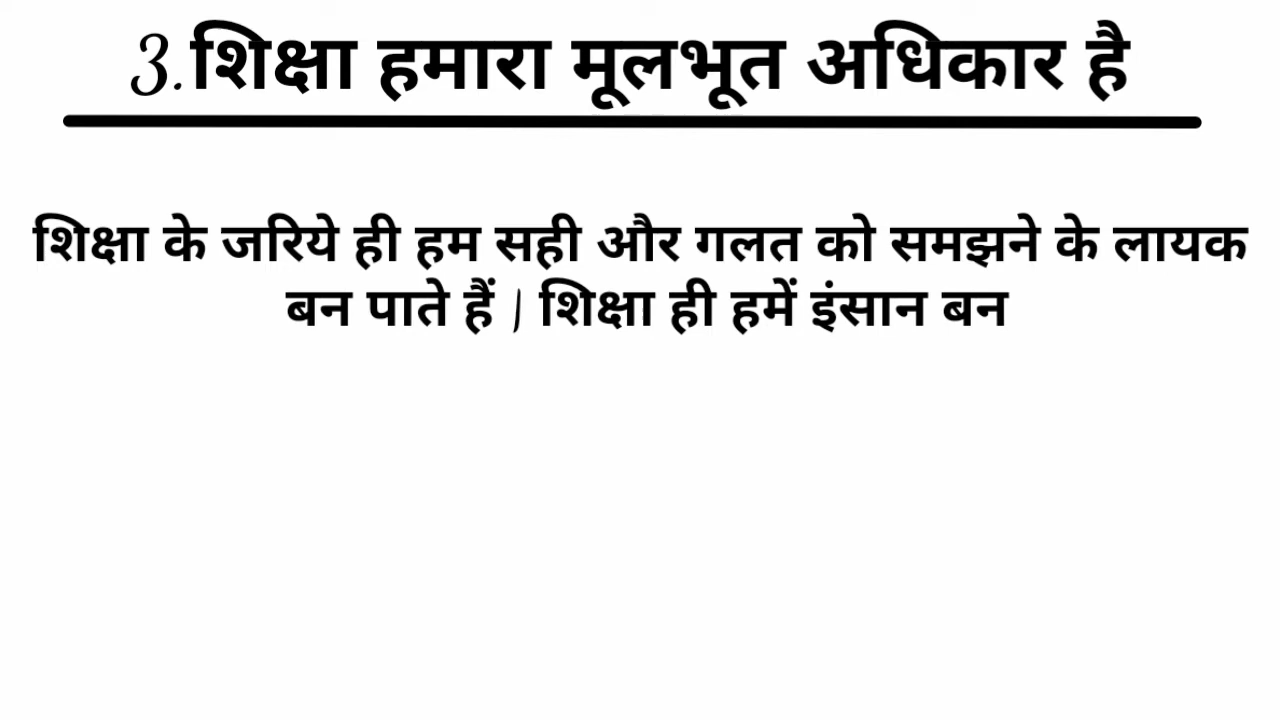 3.शिक्षा हमारा मूलभूत अधिकार है
शिक्षा के जरिये ही हम सही और गलत को समझने के लायक
बन पाते हैं | शिक्षा ही हमें इंसान बन